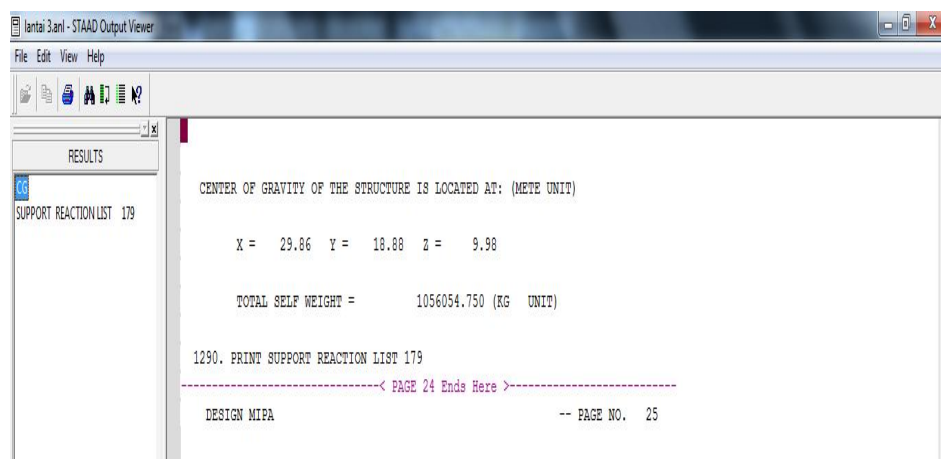 lantai 3.anl - STAAD Output Viewer
File Edit View Help
RESULTS
CG
SUPPORT REACTION LIST 179
CENTER OF GRAVITY OF THE STRUCTURE IS LOCATED AT: (METE UNIT)
X = 29.86 Y = 18.88 Z = 9.98
TOTAL SELF WEIGHT = 1056054.750 (KG UNIT)
1290. PRINT SUPPORT REACTION LIST 179
--------------------------------< PAGE 24 Ends Here >---------------------------
DESIGN MIPA -- PAGE NO. 25